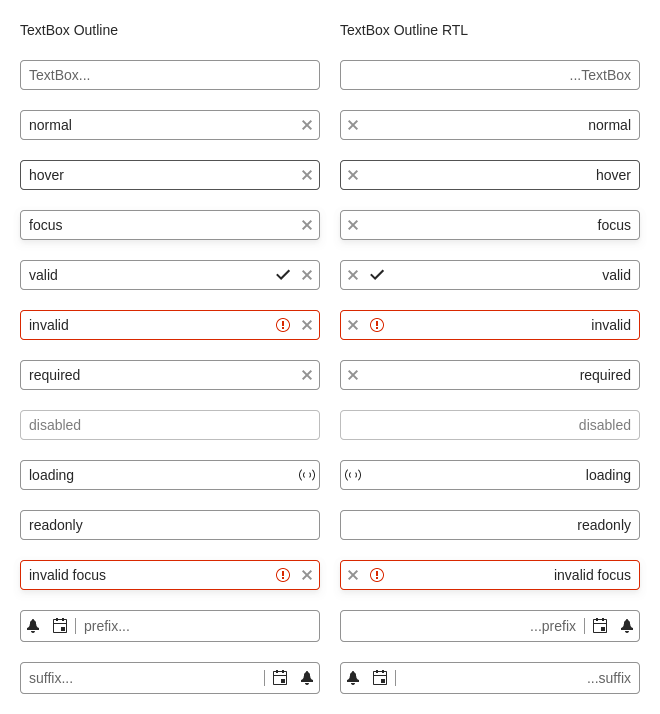 TextBox Outline
TextBox...
normal
hover
focus
valid
invalid
required
disabled
loading
readonly
invalid focus
prefix...
suffix...
TextBox Outline RTL
...TextBox
normal
hover
focus
valid
invalid
required
disabled
loading
readonly
invalid focus
...prefix
...suffix